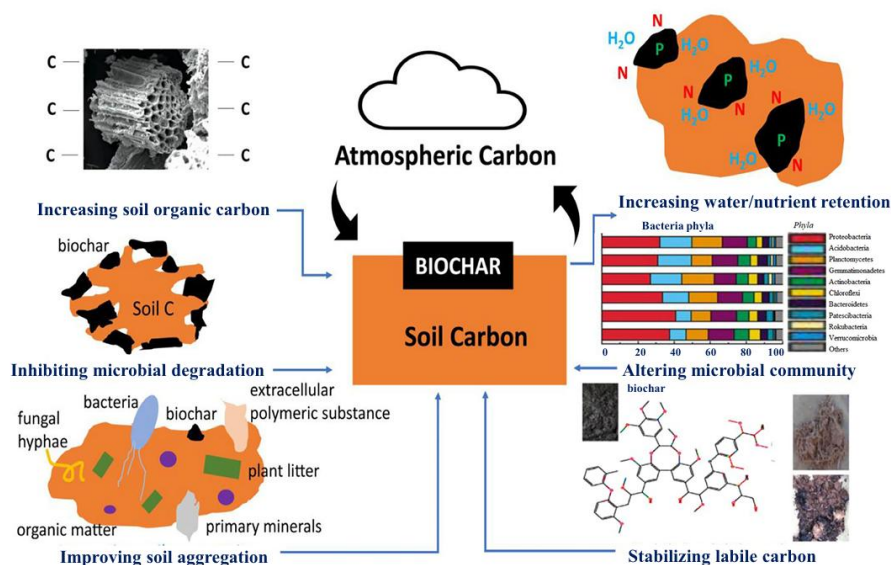 C C
C C
C C
Increasing soil organic carbon
Atmospheric Carbon
BIOCHAR
Soil Carbon
N
H₂O P H₂O
N
N H₂O
P
N H₂O N N
H₂O
P
H₂O N
Increasing water/nutrient retention
biochar
Soil C
Inhibiting microbial degradation
Bacteria phyla
Phyla
Proteobacteria
Acidobacteria
Planctomycetes
Gemmatimonadetes
Actinobacteria
Chloroflexi
Bacteroidetes
Patescibacteria
Rokubacteria
Verrucomicrobia
Others
0 20 40 60 80 100
Altering microbial community
fungal
hyphae
bacteria
biochar
extracellular
polymeric substance
plant litter
organic matter
primary minerals
Improving soil aggregation
biochar
Stabilizing labile carbon